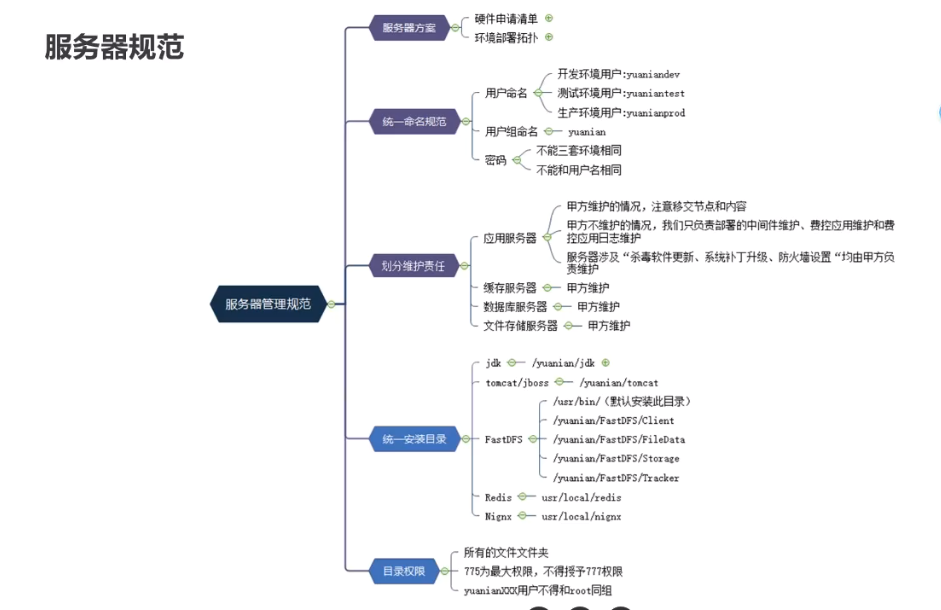 服务器规范
服务器管理规范
服务器方案
硬件申请清单
环境部署拓扑
统一命名规范
用户命名
开发环境用户:yuaniandev
测试环境用户:yuaniantest
生产环境用户:yuanianprod
用户组命名
yuanian
密码
不能三套环境相同
不能和用户名相同
划分维护责任
应用服务器
甲方维护的情况，注意移交节点和内容
甲方不维护的情况，我们只负责部署的中间件维护、费控应用维护和费
控应用日志维护
服务器涉及“杀毒软件更新、系统补丁升级、防火墙设置“均由甲方负
责维护
缓存服务器
甲方维护
数据库服务器
甲方维护
文件存储服务器
甲方维护
统一安装目录
jdk
/yuanian/jdk
tomcat/jboss
/yuanian/tomcat
FastDFS
/usr/bin/（默认安装此目录）
/yuanian/FastDFS/Client
/yuanian/FastDFS/FileData
/yuanian/FastDFS/Storage
/yuanian/FastDFS/Tracker
Redis
usr/local/redis
Nignx
usr/local/nignx
目录权限
所有的文件文件夹
775为最大权限，不得授予777权限
yuanianXXX用户不得和root同组